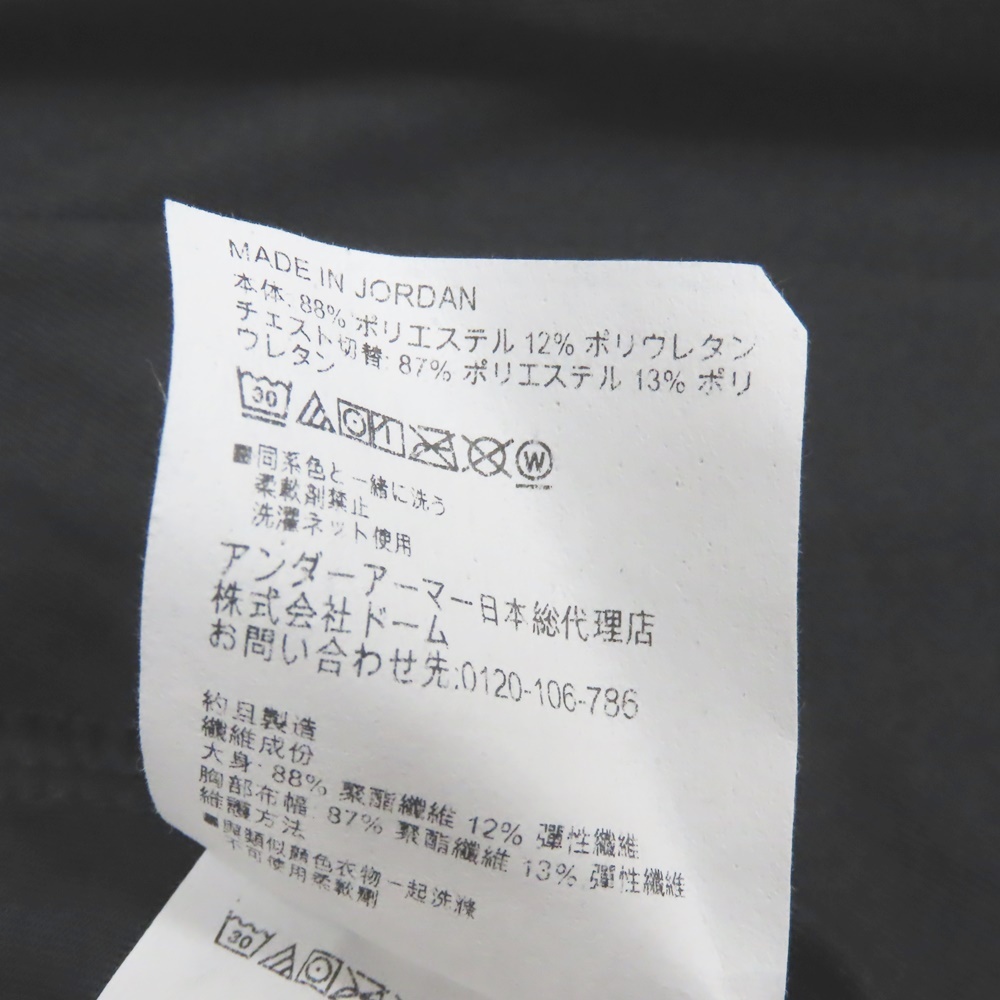 MADE IN JORDAN
本体: 88% ポリエステル 12% ポリウレタン
チェスト切替: 87% ポリエステル 13% ポリ
ウレタン
30 W
■同系色と一緒に洗う
柔軟剤禁止
洗濯ネット使用
アンダーアーマー日本総代理店
株式会社ドーム
お問い合わせ先:0120-106-786
約旦製造
纖維成份
大身: 88% 聚酯纖維 12% 彈性纖維
胸部布幅: 87% 聚酯纖維 13% 彈性纖維
維護方法
■與類似顏色衣物一起洗滌
不可使用柔軟劑
30